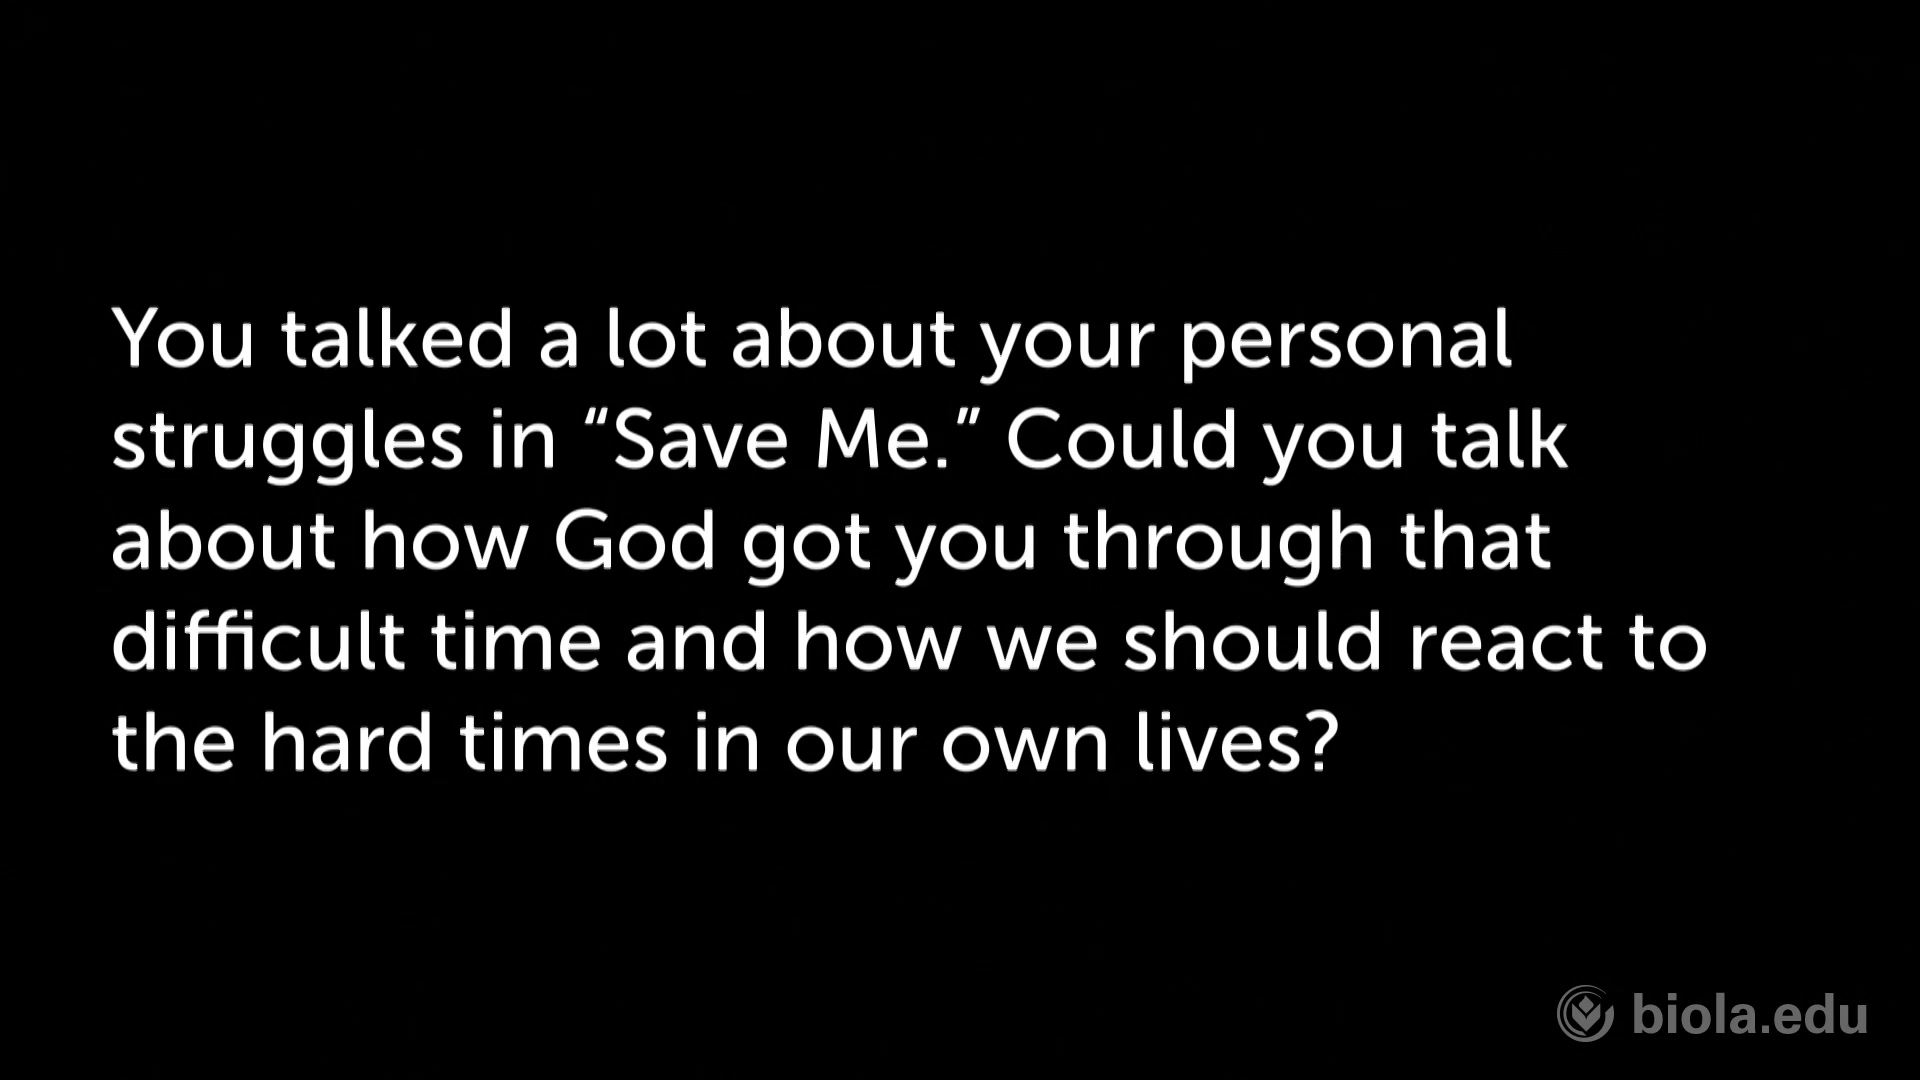 You talked a lot about your personal
struggles in “Save Me.” Could you talk
about how God got you through that
difficult time and how we should react to
the hard times in our own lives?
biola.edu